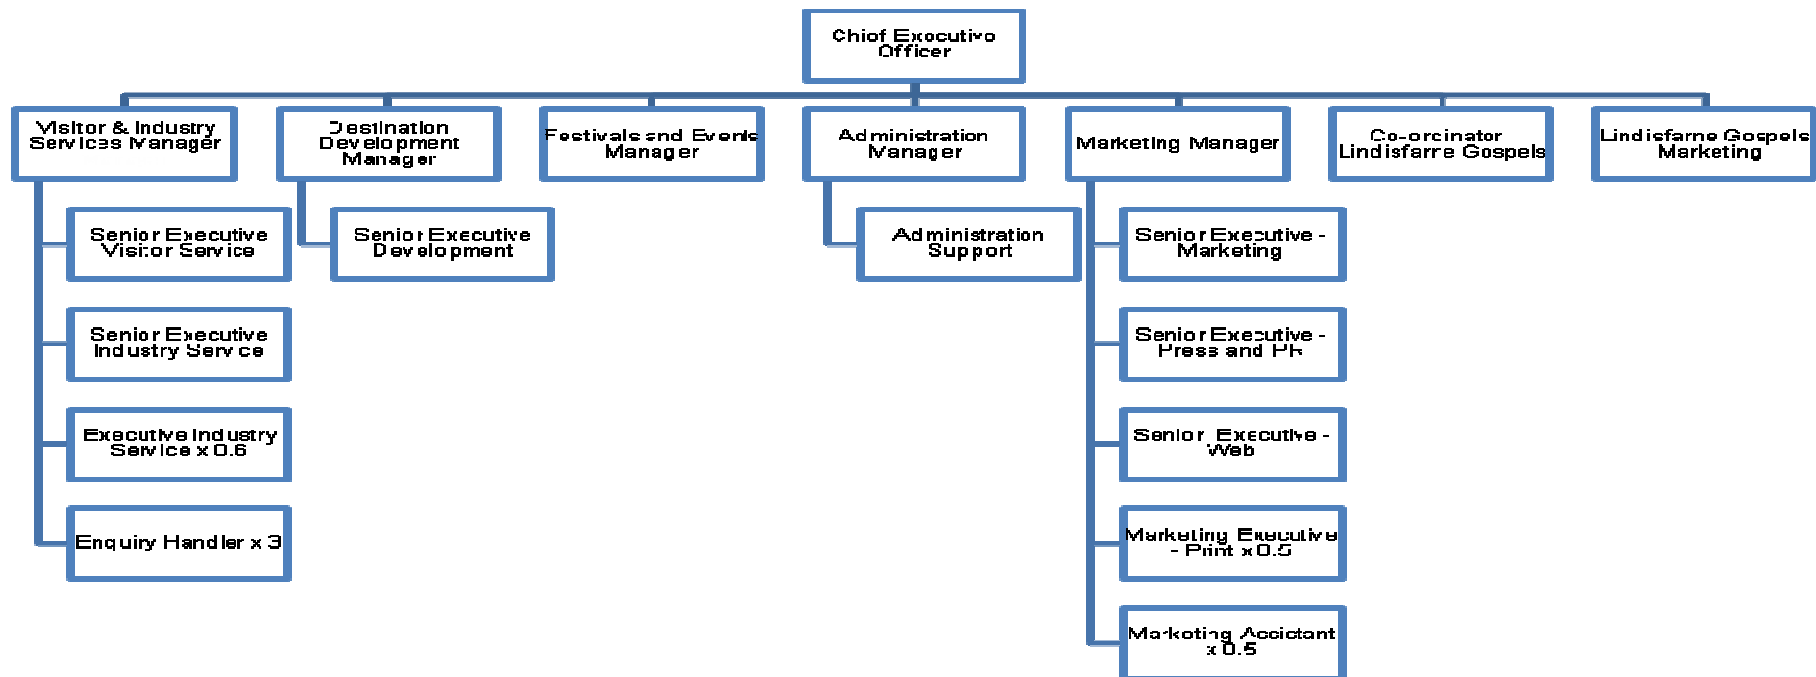 Chief Executive
Officer
Visitor & Industry
Services Manager
Destination
Development
Manager
Festivals and Events
Manager
Administration
Manager
Marketing Manager
Co-ordinator
Lindisfarne Gospels
Lindisfarne Gospels
Marketing
Senior Executive
Visitor Service
Senior Executive
Development
Administration
Support
Senior Executive -
Marketing
Senior Executive
Industry Service
Senior Executive -
Press and PR
Executive Industry
Service x 0.6
Senior Executive -
Web
Enquiry Handler x 3
Marketing Executive
- Print x 0.5
Marketing Assistant
x 0.5